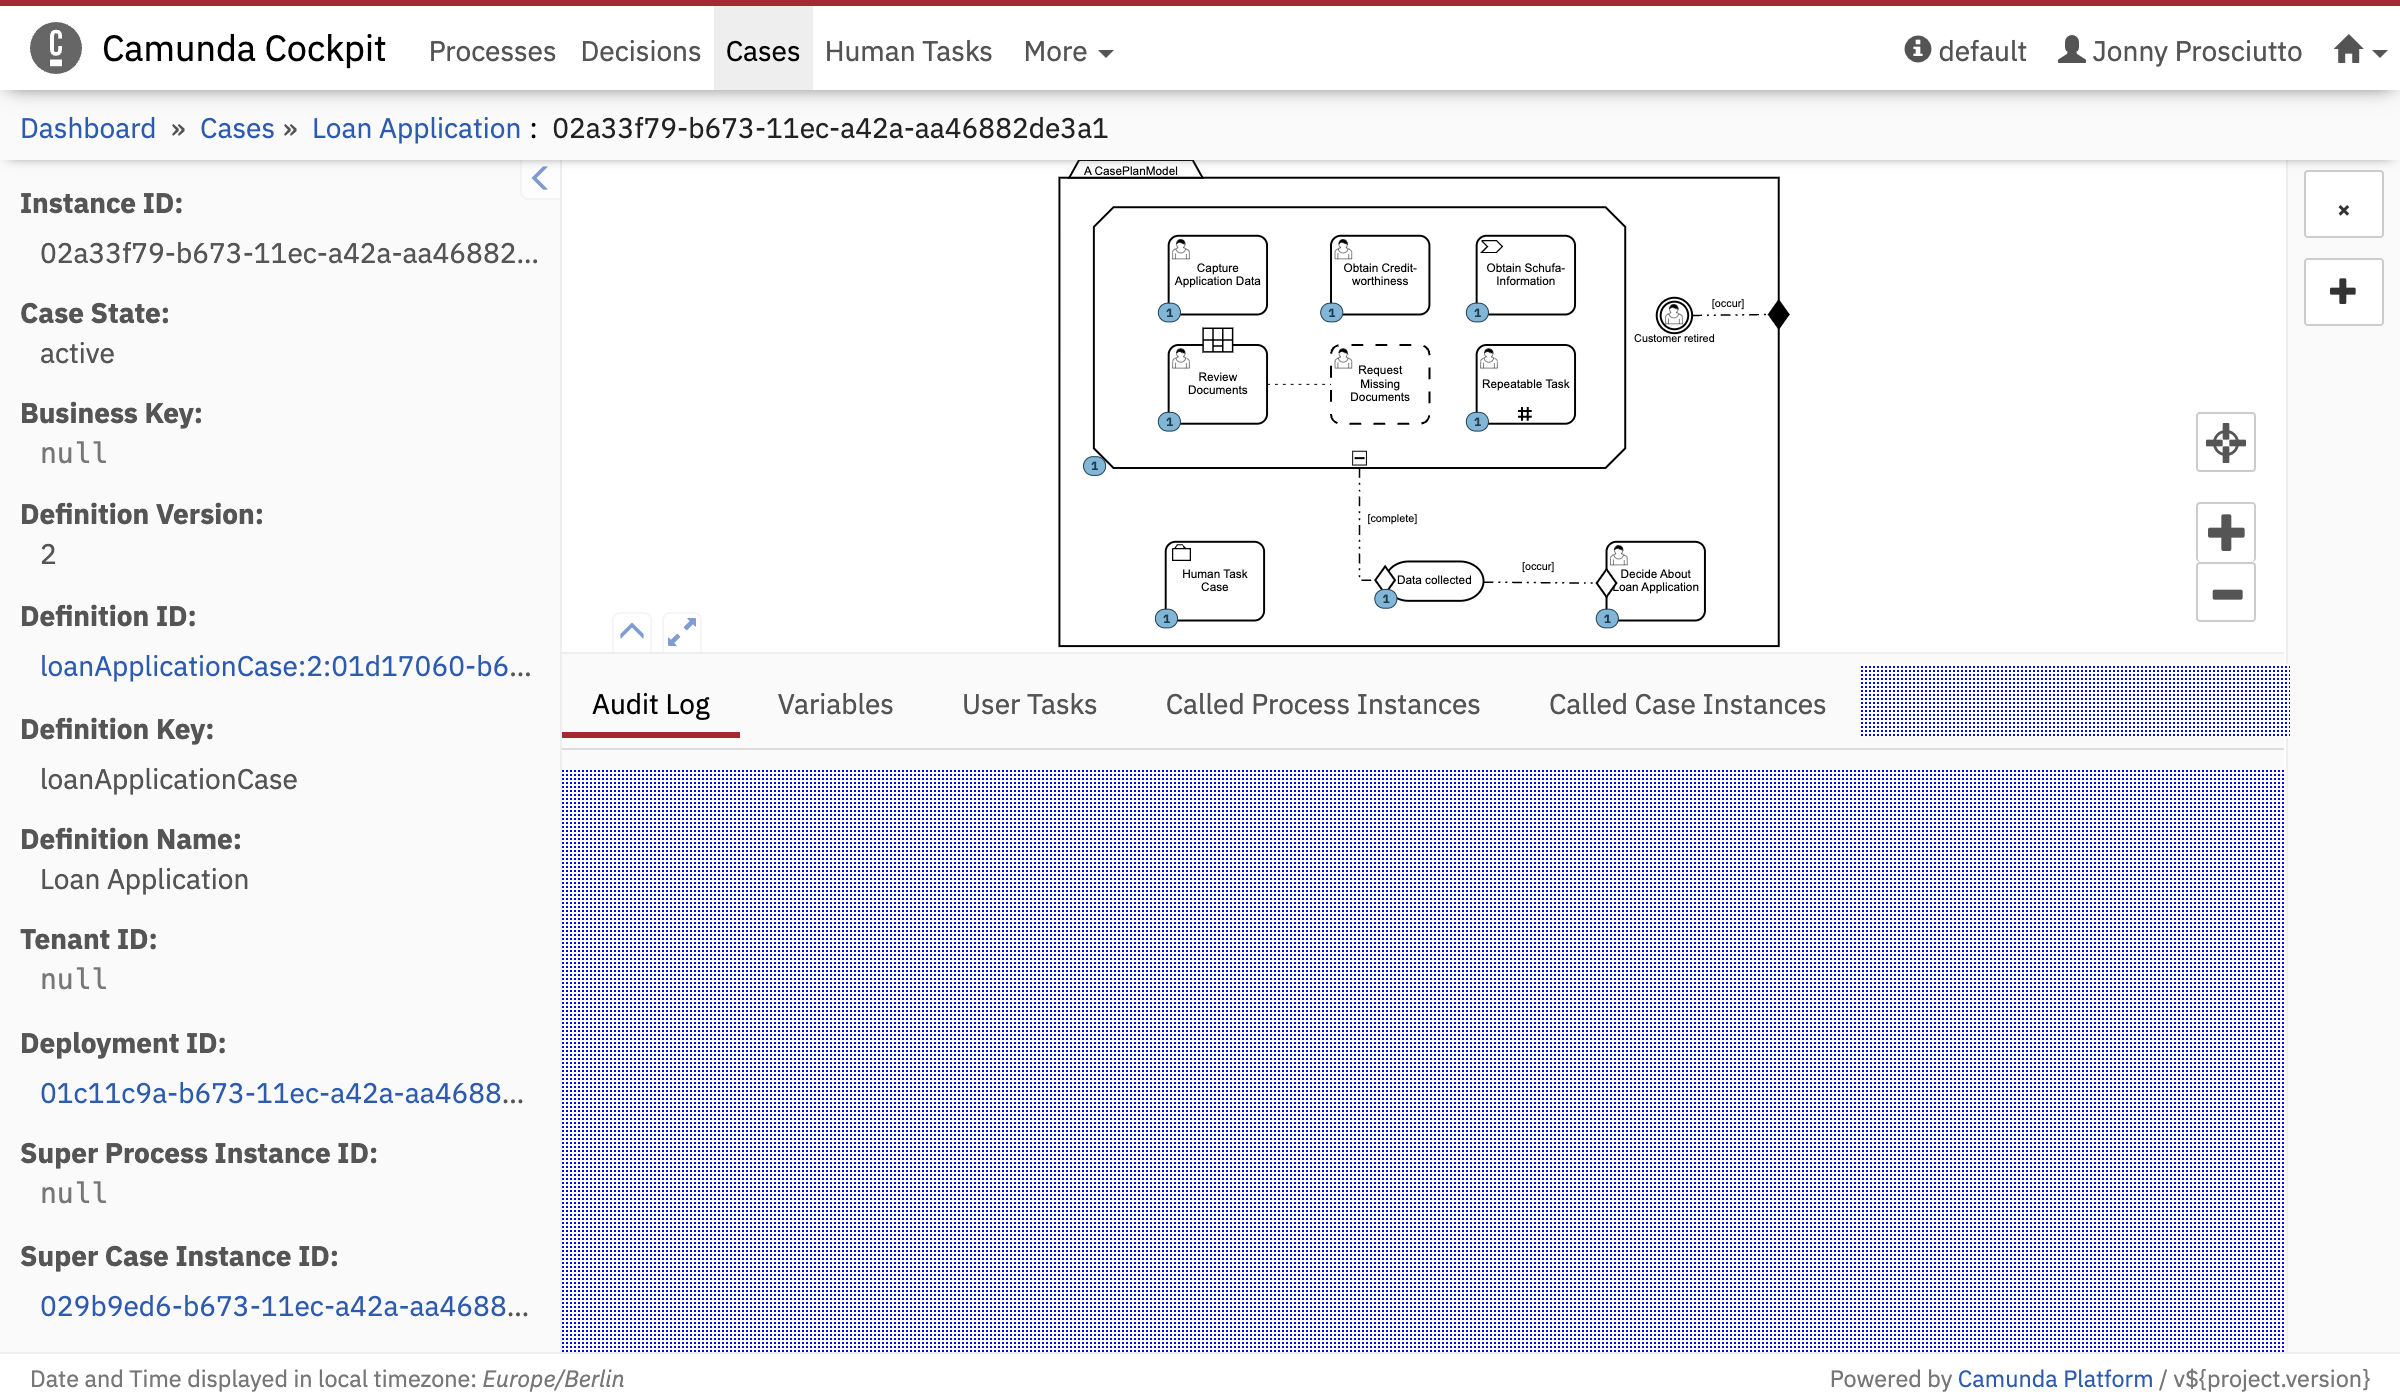 Camunda Cockpit Processes Decisions Cases Human Tasks More default Jonny Prosciutto
Dashboard » Cases » Loan Application : 02a33f79-b673-11ec-a42a-aa46882de3a1
Instance ID:
02a33f79-b673-11ec-a42a-aa46882...
Case State:
active
Business Key:
null
Definition Version:
2
Definition ID:
loanApplicationCase:2:01d17060-b6...
Definition Key:
loanApplicationCase
Definition Name:
Loan Application
Tenant ID:
null
Deployment ID:
01c11c9a-b673-11ec-a42a-aa4688...
Super Process Instance ID:
null
Super Case Instance ID:
029b9ed6-b673-11ec-a42a-aa4688...
A CasePlanModel
Capture
Application Data
1
Obtain Credit-
worthiness
1
Obtain Schufa-
Information
1
[occur]
Customer retired
Review
Documents
1
Request
Missing
Documents
Repeatable Task
1
1
[complete]
Human Task
Case
1
Data collected
1
[occur]
Decide About
Loan Application
1
Audit Log Variables User Tasks Called Process Instances Called Case Instances
Date and Time displayed in local timezone: Europe/Berlin
Powered by Camunda Platform / v${project.version}